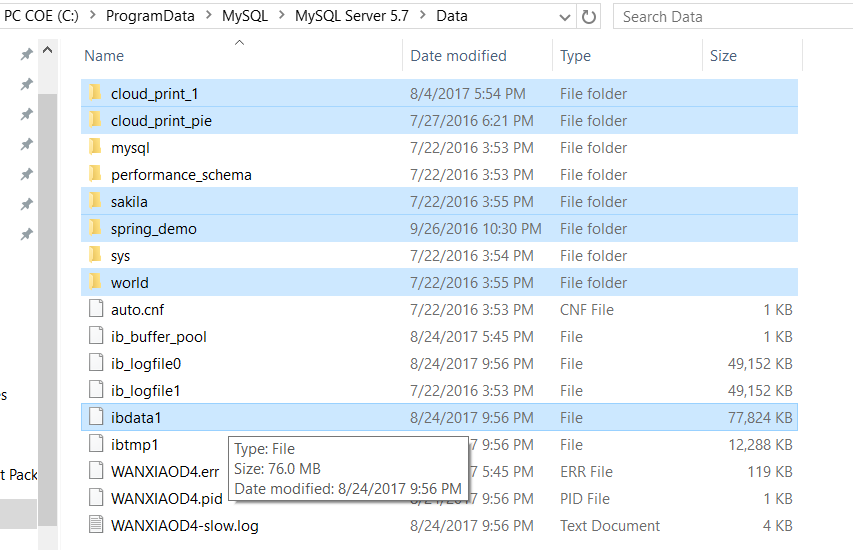 PC COE (C:) > ProgramData > MySQL > MySQL Server 5.7 > Data Search Data
Name Date modified Type Size
cloud_print_1 8/4/2017 5:54 PM File folder
cloud_print_pie 7/27/2016 6:21 PM File folder
mysql 7/22/2016 3:53 PM File folder
performance_schema 7/22/2016 3:53 PM File folder
sakila 7/22/2016 3:55 PM File folder
spring_demo 9/26/2016 10:30 PM File folder
sys 7/22/2016 3:54 PM File folder
world 7/22/2016 3:55 PM File folder
auto.cnf 7/22/2016 3:53 PM CNF File 1 KB
ib_buffer_pool 8/24/2017 5:45 PM File 1 KB
ib_logfile0 8/24/2017 9:56 PM File 49,152 KB
ib_logfile1 7/22/2016 3:53 PM File 49,152 KB
ibdata1 8/24/2017 9:56 PM File 77,824 KB
ibtmp1 9:56 PM File 12,288 KB
Type: File
Size: 76.0 MB
Date modified: 8/24/2017 9:56 PM
WANXIAOD4.err 5:45 PM ERR File 119 KB
t Pack
WANXIAOD4.pid 9:56 PM PID File 1 KB
WANXIAOD4-slow.log 8/24/2017 9:56 PM Text Document 4 KB